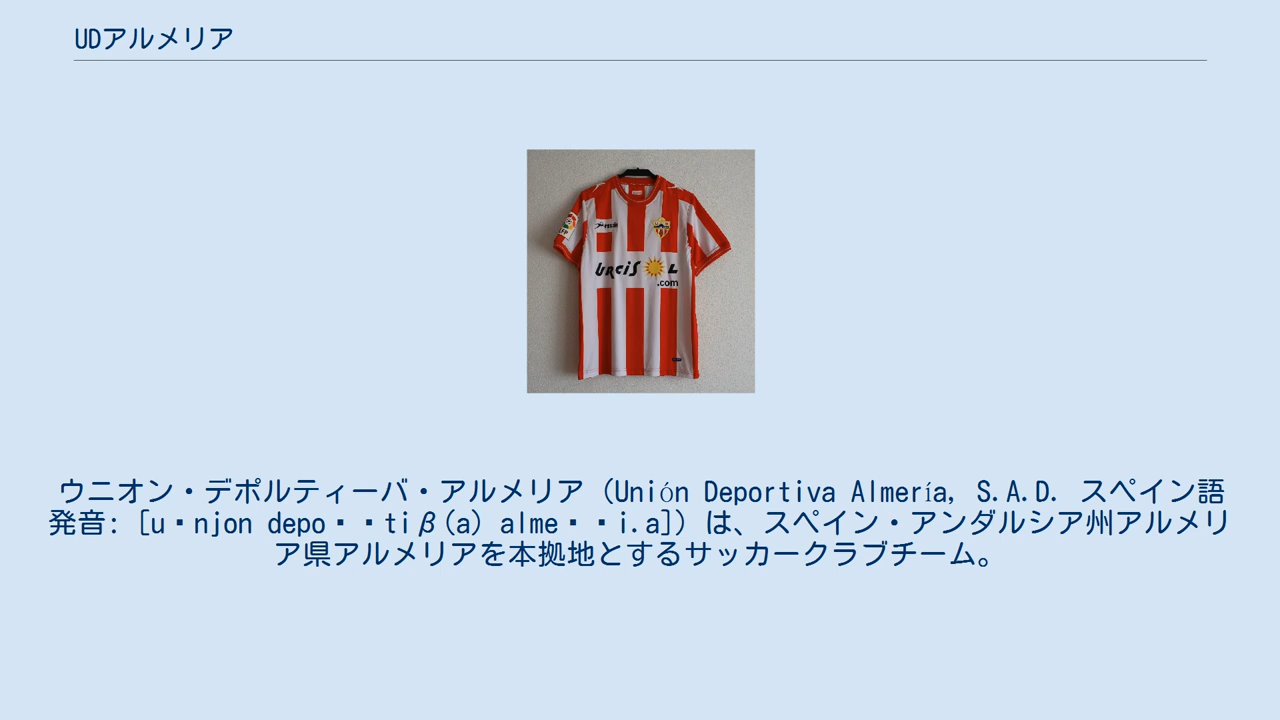 UDアルメリア
URCISOL
.com
ウニオン・デポルティーバ・アルメリア (Unión Deportiva Almería, S.A.D. スペイン語
発音: [u▪njon depo▪▪tiβ(a) alme▪▪i.a]) は、スペイン・アンダルシア州アルメリ
ア県アルメリアを本拠地とするサッカークラブチーム。